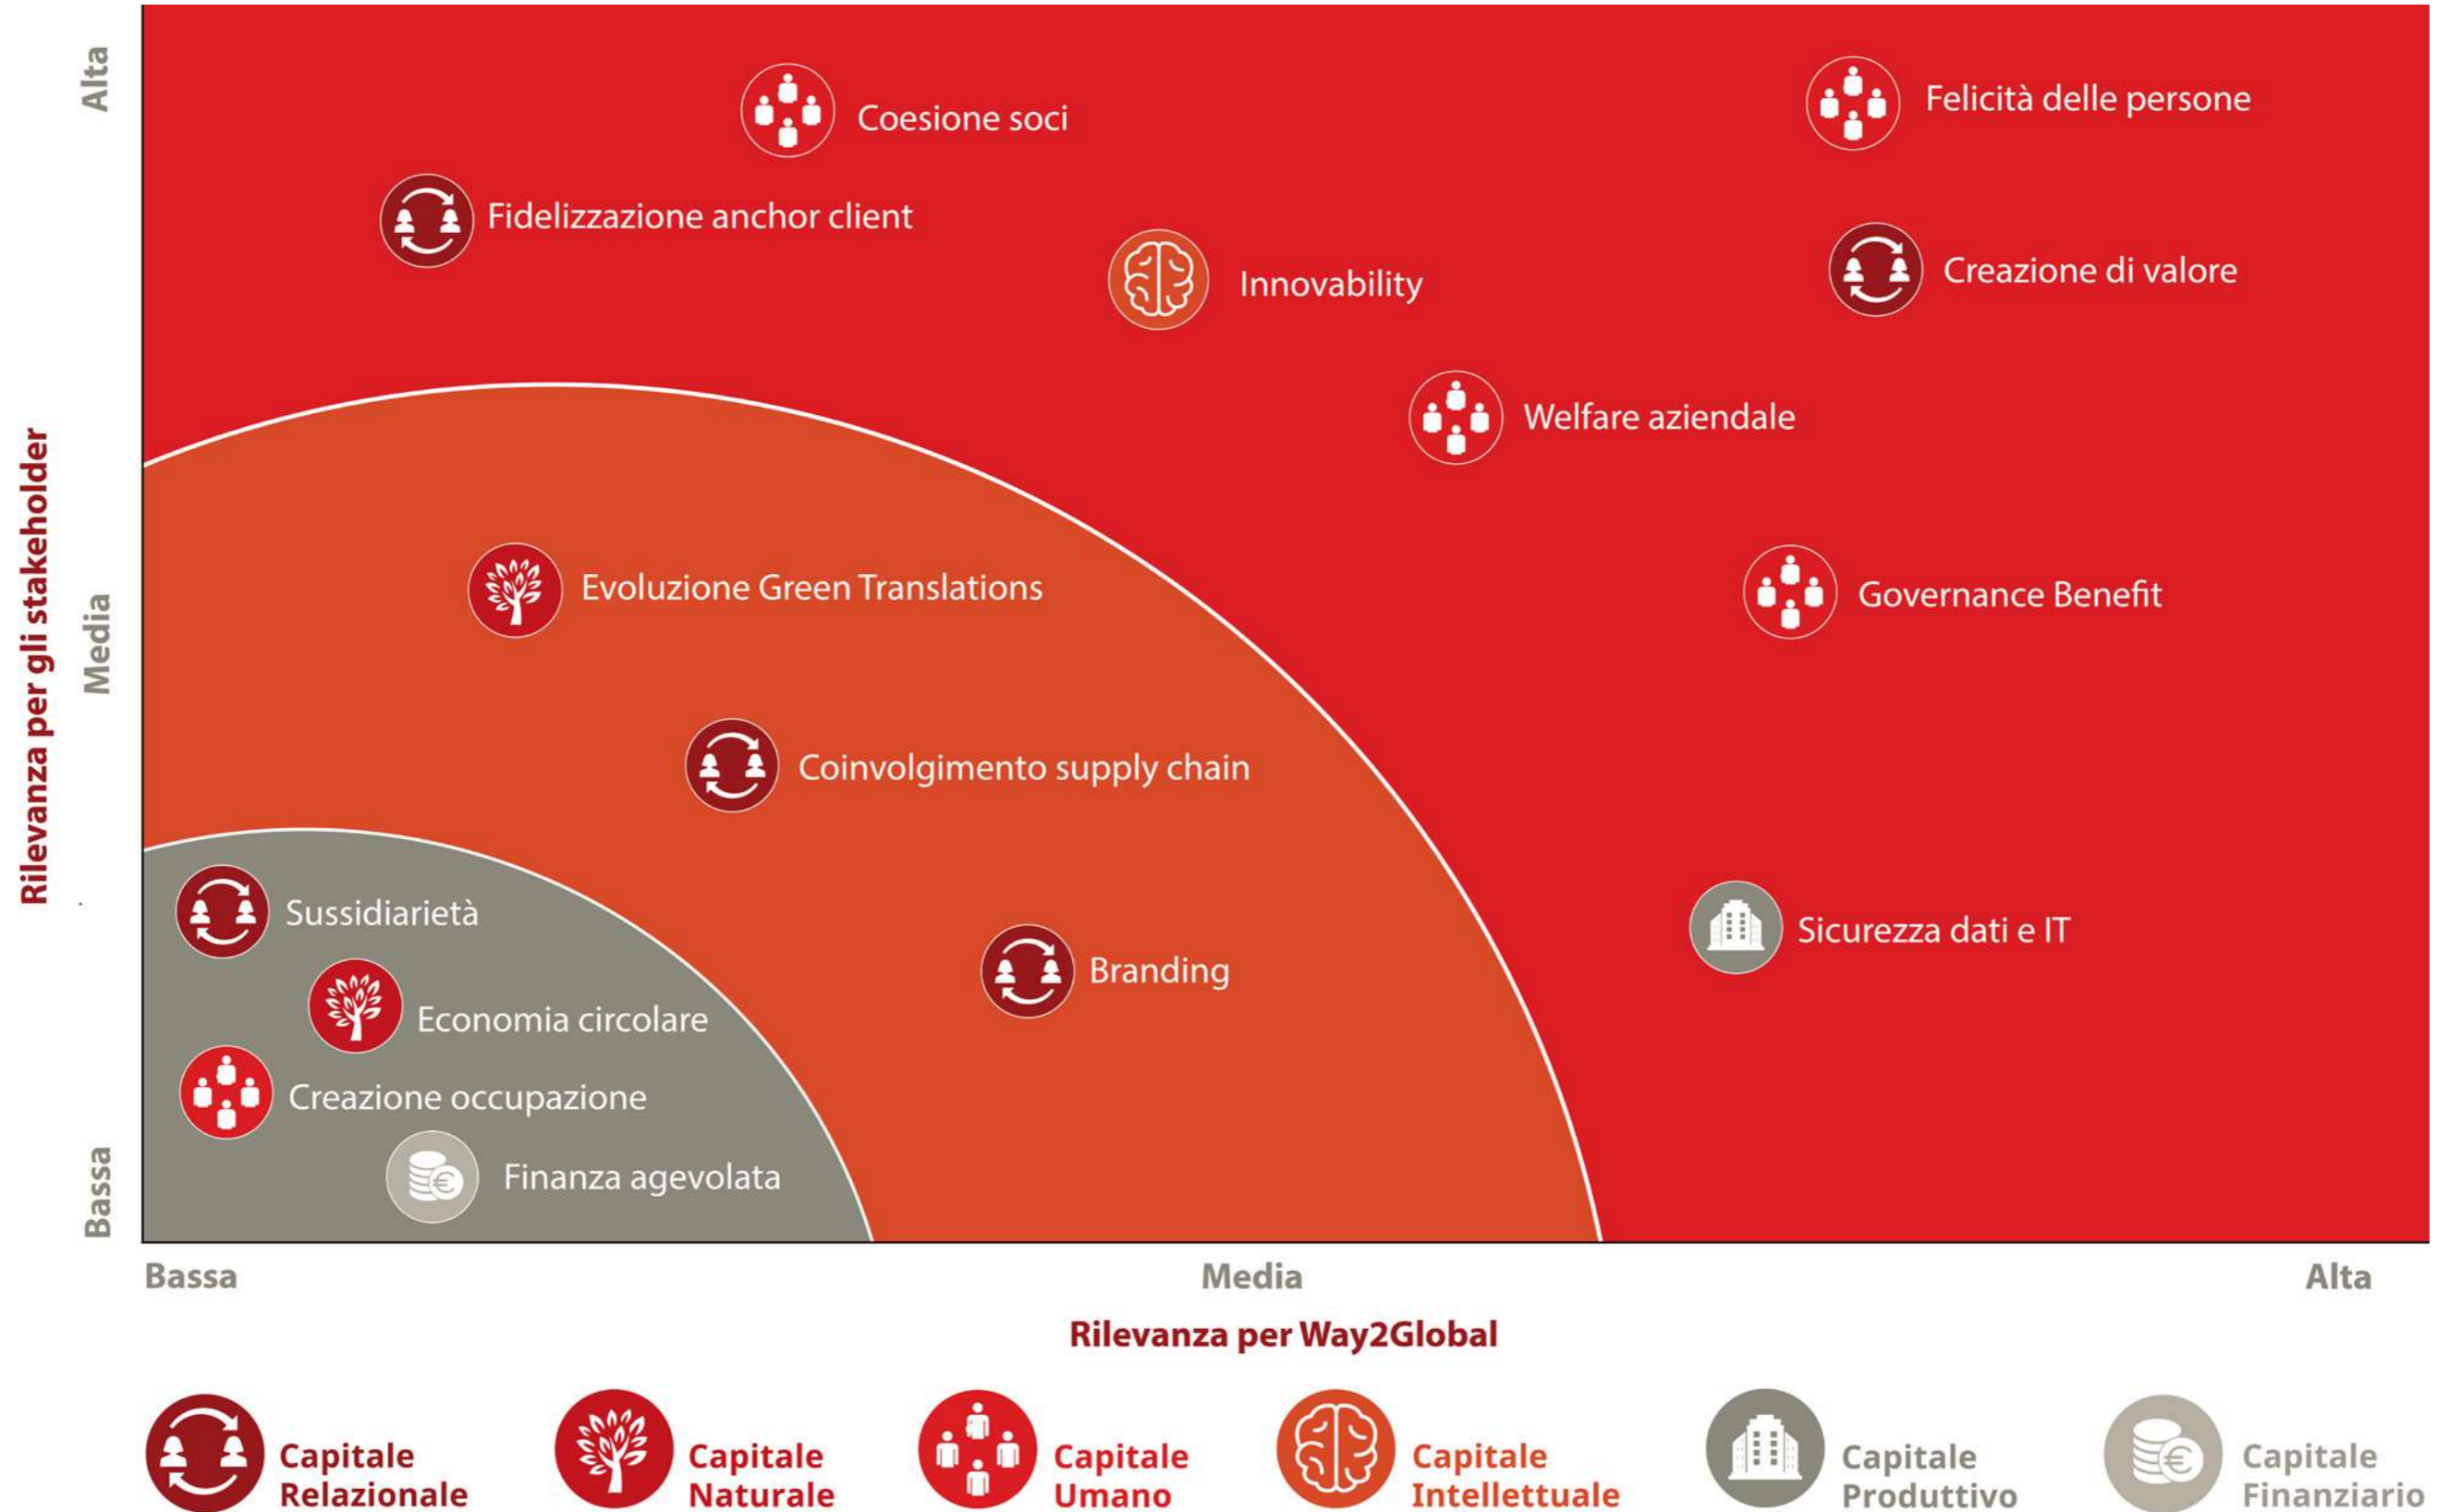 Rilevanza per gli stakeholder
Alta
Media
Bassa
Coesione soci
Felicità delle persone
Fidelizzazione anchor client
Innovability
Creazione di valore
Welfare aziendale
Evoluzione Green Translations
Governance Benefit
Coinvolgimento supply chain
Sussidiarietà
Sicurezza dati e IT
Branding
Economia circolare
Creazione occupazione
Finanza agevolata
Bassa
Media
Alta
Rilevanza per Way2Global
Capitale
Relazionale
Capitale
Naturale
Capitale
Umano
Capitale
Intellettuale
Capitale
Produttivo
Capitale
Finanziario